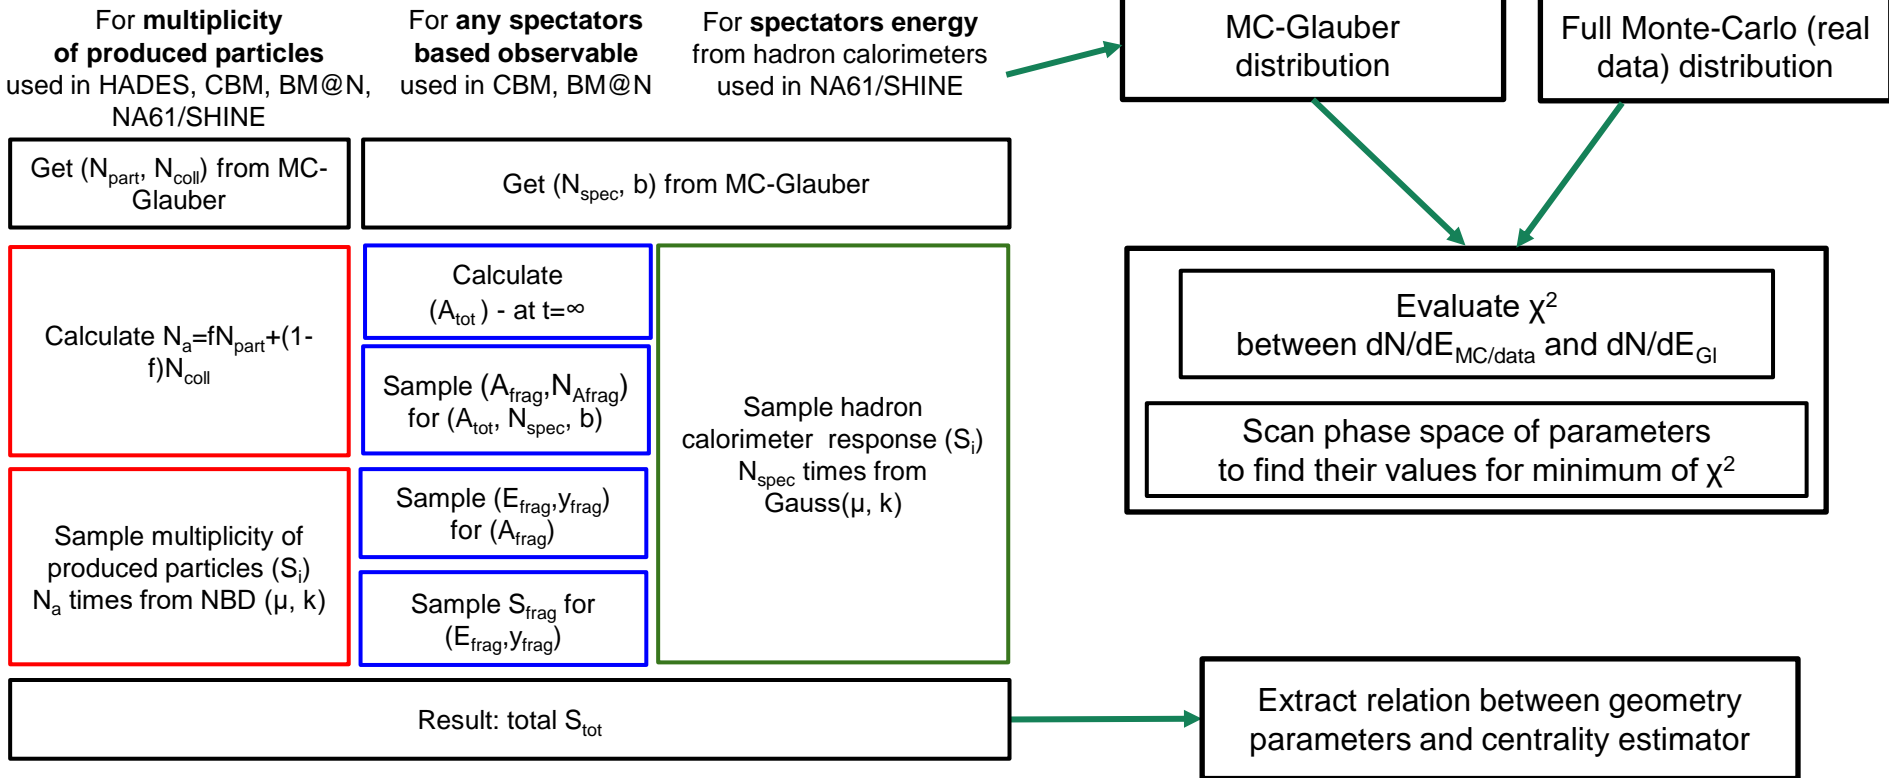 For multiplicity
of produced particles
used in HADES, CBM, BM@N,
NA61/SHINE
For any spectators
based observable
used in CBM, BM@N
For spectators energy
from hadron calorimeters
used in NA61/SHINE
MC-Glauber
distribution
Full Monte-Carlo (real
data) distribution
Get (Npart, Ncoll) from MC-
Glauber
Get (Nspec, b) from MC-Glauber
Calculate Na=fNpart+(1-
f)Ncoll
Calculate
(Atot) - at t=∞
Sample (Afrag,NAfrag)
for (Atot, Nspec, b)
Sample (Efrag,yfrag)
for (Afrag)
Sample Sfrag for
(Efrag,yfrag)
Sample hadron
calorimeter response (Si)
Nspec times from
Gauss(μ, k)
Sample multiplicity of
produced particles (Si)
Na times from NBD (μ, k)
Result: total Stot
Evaluate χ²
between dN/dEMC/data and dN/dEGl
Scan phase space of parameters
to find their values for minimum of χ²
Extract relation between geometry
parameters and centrality estimator